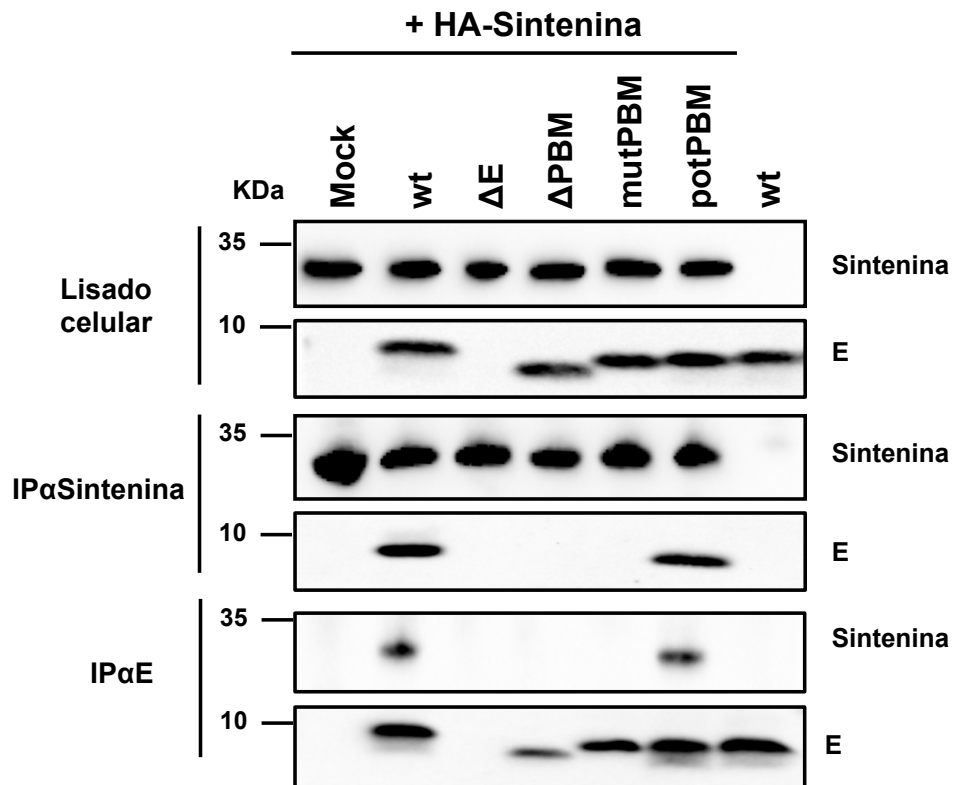 + HA-Sintenina
KDa
Mock
wt
ΔE
ΔPBM
mutPBM
potPBM
wt
Lisado
celular
35
Sintenina
10
E
IPαSintenina
35
Sintenina
10
E
IPαE
35
Sintenina
10
E